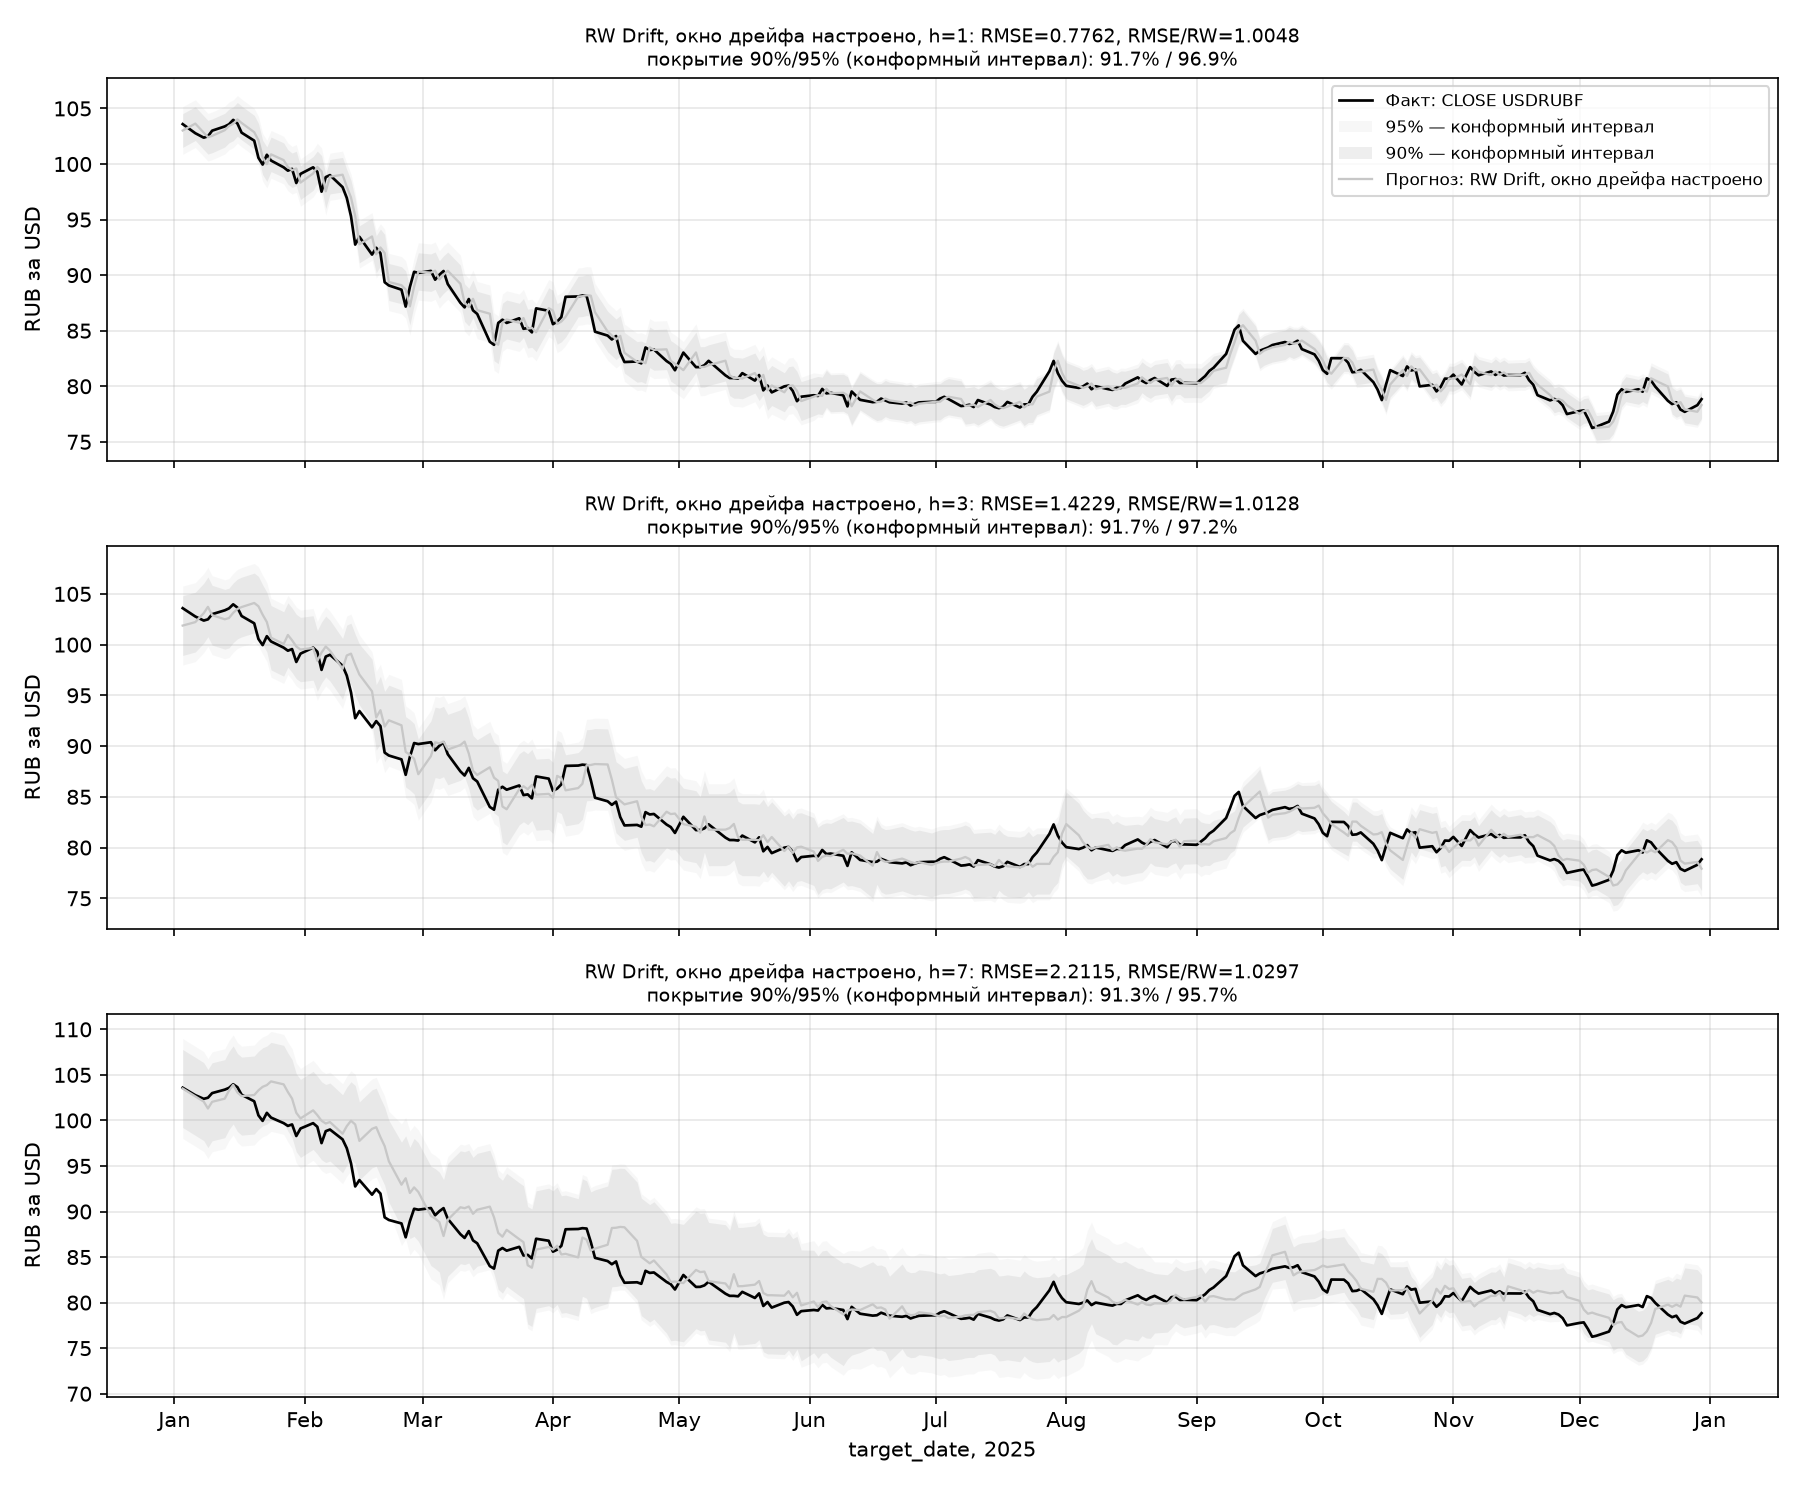 RW Drift, окно дрейфа настроено, h=1: RMSE=0.7762, RMSE/RW=1.0048
покрытие 90%/95% (конформный интервал): 91.7% / 96.9%
105
100
95
90
85
80
75
RUB за USD
Факт: CLOSE USDRUBF
95% — конформный интервал
90% — конформный интервал
Прогноз: RW Drift, окно дрейфа настроено
RW Drift, окно дрейфа настроено, h=3: RMSE=1.4229, RMSE/RW=1.0128
покрытие 90%/95% (конформный интервал): 91.7% / 97.2%
105
100
95
90
85
80
75
RUB за USD
RW Drift, окно дрейфа настроено, h=7: RMSE=2.2115, RMSE/RW=1.0297
покрытие 90%/95% (конформный интервал): 91.3% / 95.7%
110
105
100
95
90
85
80
75
70
RUB за USD
Jan Feb Mar Apr May Jun Jul Aug Sep Oct Nov Dec Jan
target_date, 2025